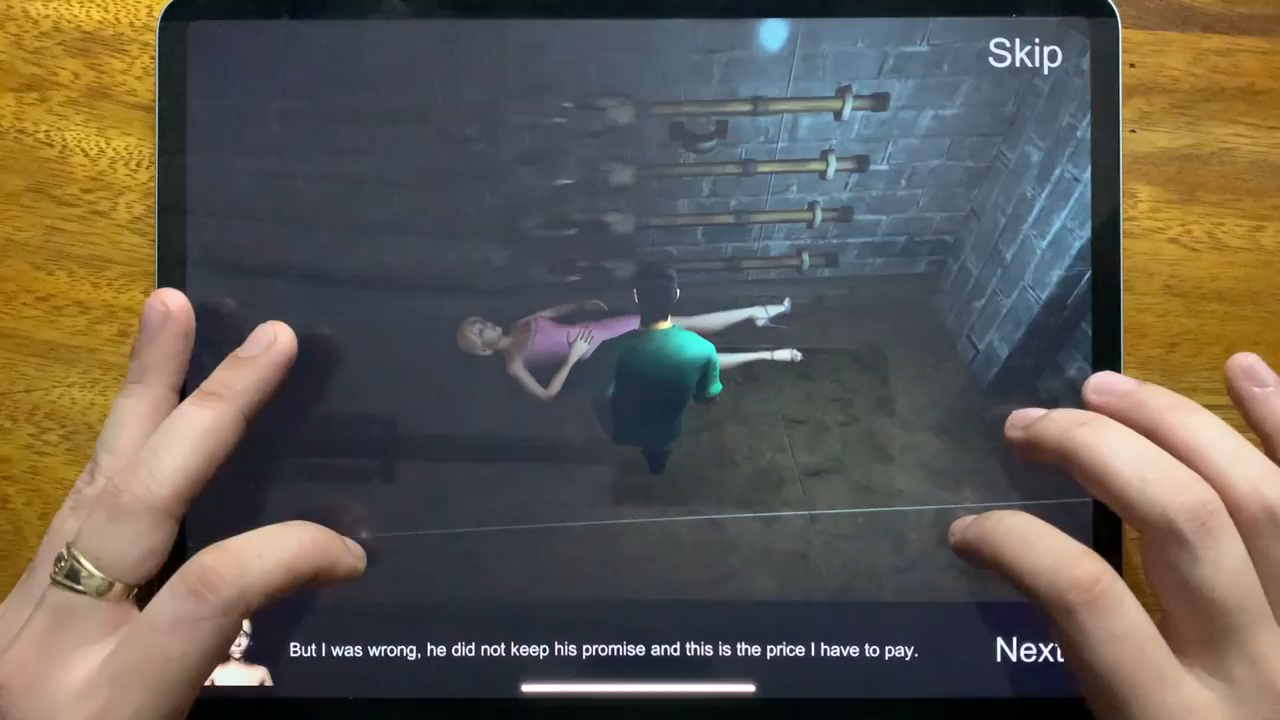 Skip
But I was wrong, he did not keep his promise and this is the price I have to pay.
Next